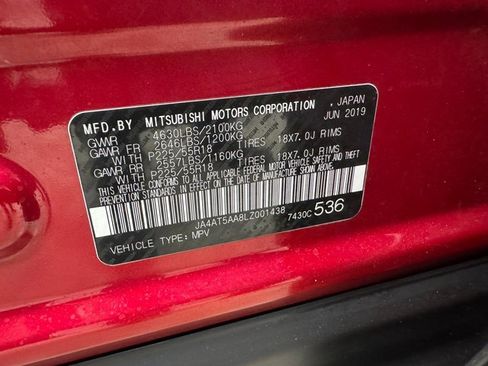 MFD.BY MITSUBISHI MOTORS CORPORATION , JAPAN
JUN 2019
GVWR 4630LBS/2100KG
GAWR FR 2646LBS/1200KG
WITH P225/55R18 TIRES 18X7.0J RIMS
GAWR RR 2557LBS/1160KG
WITH P225/55R18 TIRES 18X7.0J RIMS
THIS VEHICLE CONFORMS TO ALL APPLICABLE FEDERAL MOTOR VEHICLE SAFETY AND THEFT
PREVENTION STANDARDS IN EFFECT ON THE DATE OF MANUFACTURE SHOWN ABOVE.
JA4AT5AA8LZ001438 7430C 536
VEHICLE TYPE: MPV